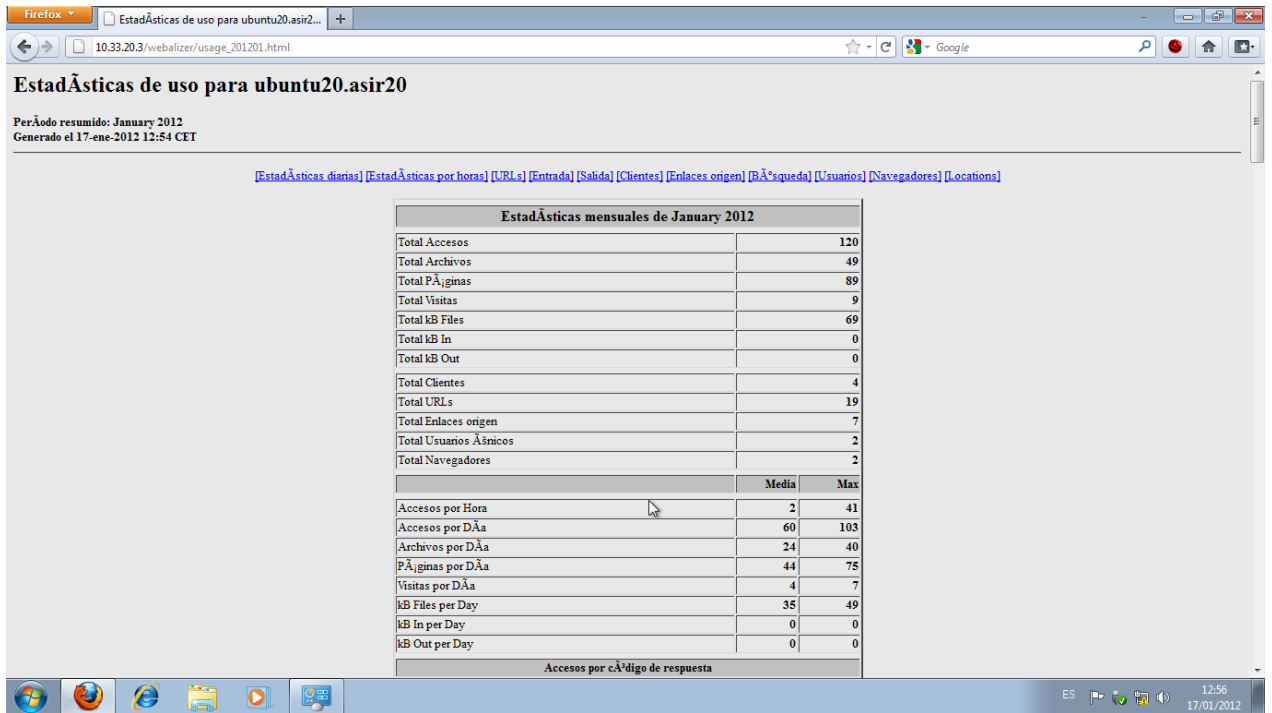 Firefox
EstadÃsticas de uso para ubuntu20.asir2...
10.33.20.3/webalizer/usage_201201.html
Google
EstadÃsticas de uso para ubuntu20.asir20
PerÃodo resumido: January 2012
Generado el 17-ene-2012 12:54 CET
[EstadÃsticas diarias] [EstadÃsticas por horas] [URLs] [Entrada] [Salida] [Clientes] [Enlaces origen] [BÃºsqueda] [Usuarios] [Navegadores] [Locations]
EstadÃsticas mensuales de January 2012
Total Accesos 120
Total Archivos 49
Total PÃ¡ginas 89
Total Visitas 9
Total kB Files 69
Total kB In 0
Total kB Out 0
Total Clientes 4
Total URLs 19
Total Enlaces origen 7
Total Usuarios Ãšnicos 2
Total Navegadores 2
Media Max
Accesos por Hora 2 41
Accesos por DÃa 60 103
Archivos por DÃa 24 40
PÃ¡ginas por DÃa 44 75
Visitas por DÃa 4 7
kB Files per Day 35 49
kB In per Day 0 0
kB Out per Day 0 0
Accesos por cÃ³digo de respuesta
ES
12:56
17/01/2012